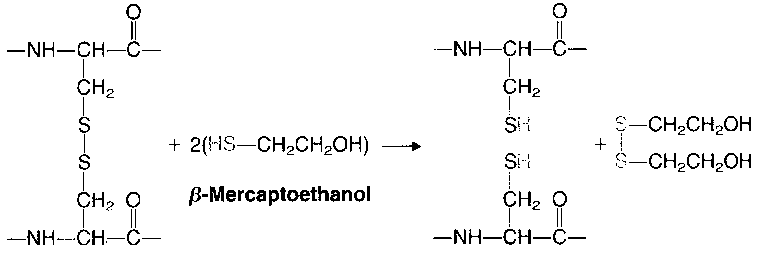 O O
—NH—CH—C— —NH—CH—C—
CH₂ CH₂
S SH S—CH₂CH₂OH
+ 2(HS—CH₂CH₂OH) +
S SH S—CH₂CH₂OH
CH₂ O β-Mercaptoethanol CH₂ O
—NH—CH—C— —NH—CH—C—